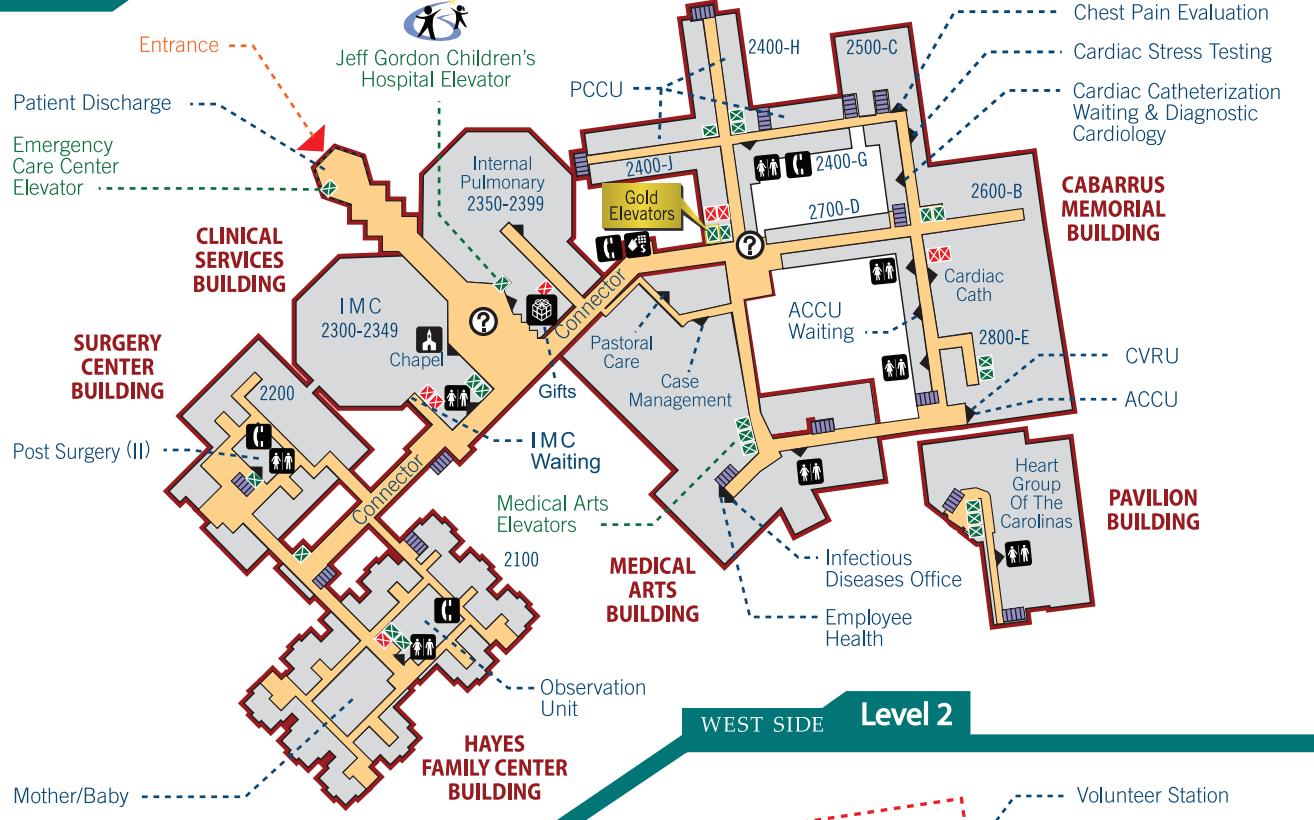 Chest Pain Evaluation
Entrance
2400-H
2500-C
Jeff Gordon Children's
Hospital Elevator
Cardiac Stress Testing
Patient Discharge
PCCU
Cardiac Catheterization
Waiting & Diagnostic
Cardiology
Emergency
Care Center
Elevator
Internal
Pulmonary
2350-2399
2400-J
2400-G
2600-B
CABARRUS
MEMORIAL
BUILDING
Gold
Elevators
2700-D
?
$
CLINICAL
SERVICES
BUILDING
Cardiac
Cath
IMC
2300-2349
?
Connector
ACCU
Waiting
Chapel
Pastoral
Care
2800-E
SURGERY
CENTER
BUILDING
CVRU
Gifts
Case
Management
2200
ACCU
IMC
Waiting
Post Surgery (II)
Connector
Heart
Group
Of The
Carolinas
PAVILION
BUILDING
Medical Arts
Elevators
2100
MEDICAL
ARTS
BUILDING
Infectious
Diseases Office
Employee
Health
Observation
Unit
HAYES
FAMILY CENTER
BUILDING
Mother/Baby
WEST SIDE Level 2
Volunteer Station